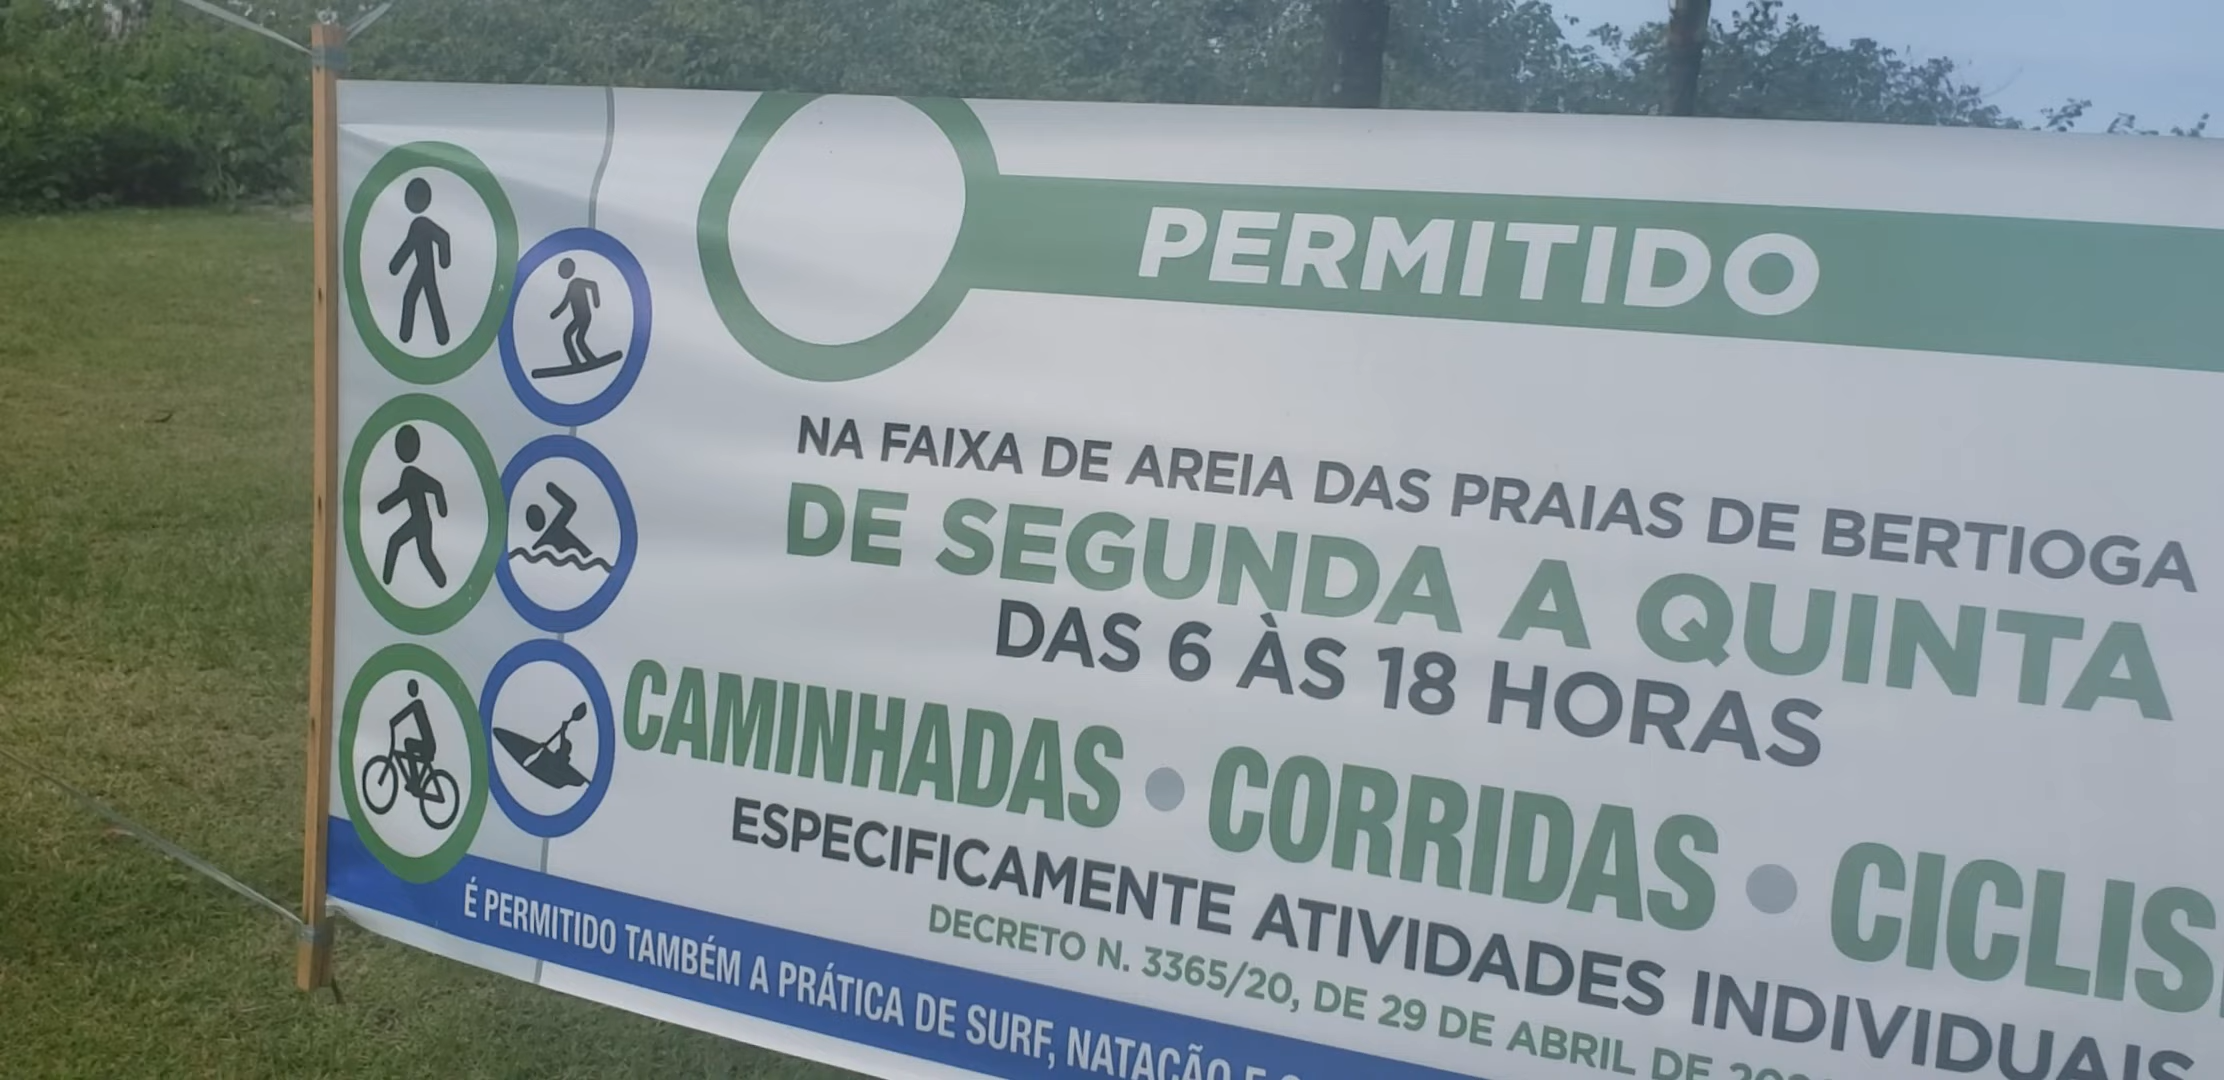 PERMITIDO
NA FAIXA DE AREIA DAS PRAIAS DE BERTIOGA
DE SEGUNDA A QUINTA
DAS 6 ÀS 18 HORAS
CAMINHADAS • CORRIDAS • CICLIS
ESPECIFICAMENTE ATIVIDADES INDIVIDUAIS
DECRETO N. 3365/20, DE 29 DE ABRIL DE
É PERMITIDO TAMBÉM A PRÁTICA DE SURF, NATAÇÃO E